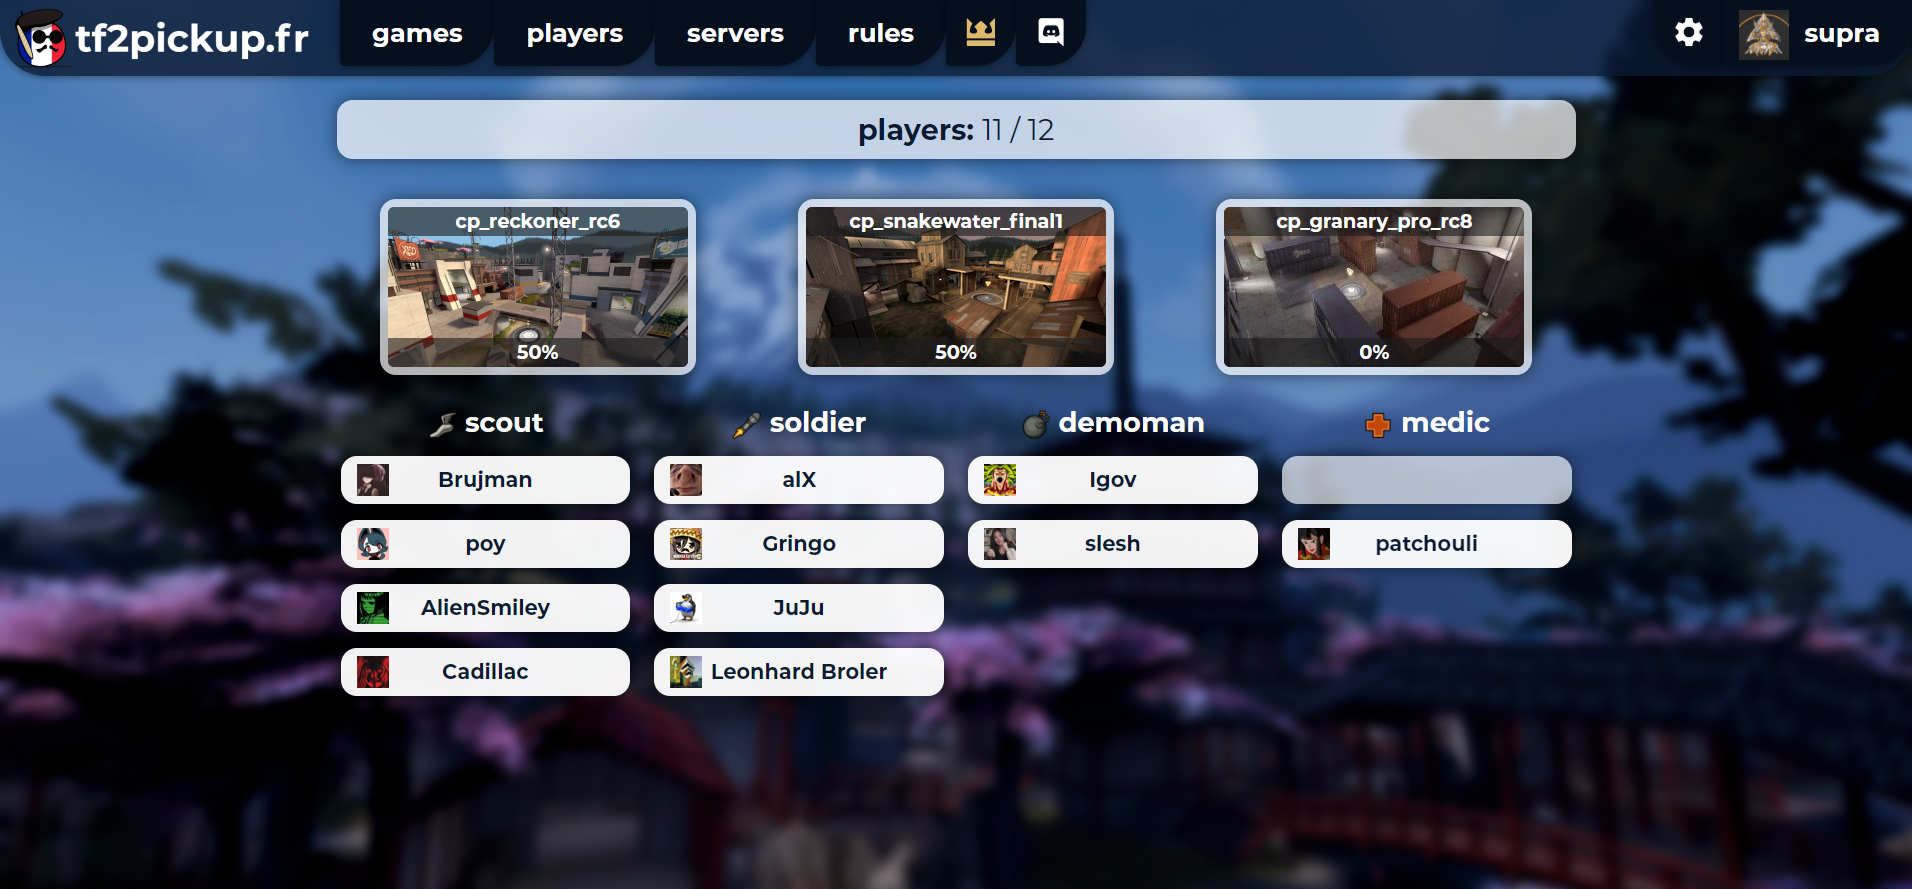 tf2pickup.fr
games
players
servers
rules
supra
players: 11 / 12
cp_reckoner_rc6
50%
cp_snakewater_final1
50%
cp_granary_pro_rc8
0%
scout
Brujman
poy
AlienSmiley
Cadillac
soldier
alX
Gringo
JuJu
Leonhard Broler
demoman
Igov
slesh
medic
patchouli